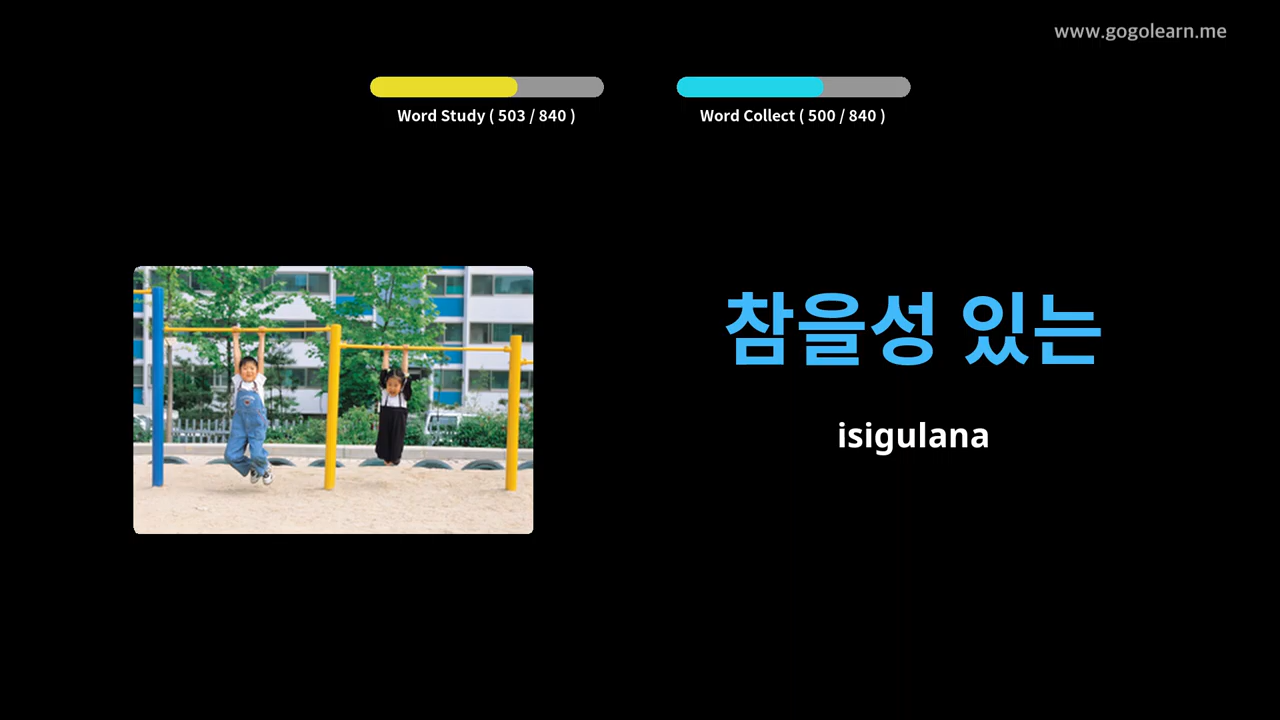 www.gogolearn.me
Word Study ( 503 / 840 )
Word Collect ( 500 / 840 )
참을성 있는
isigulana